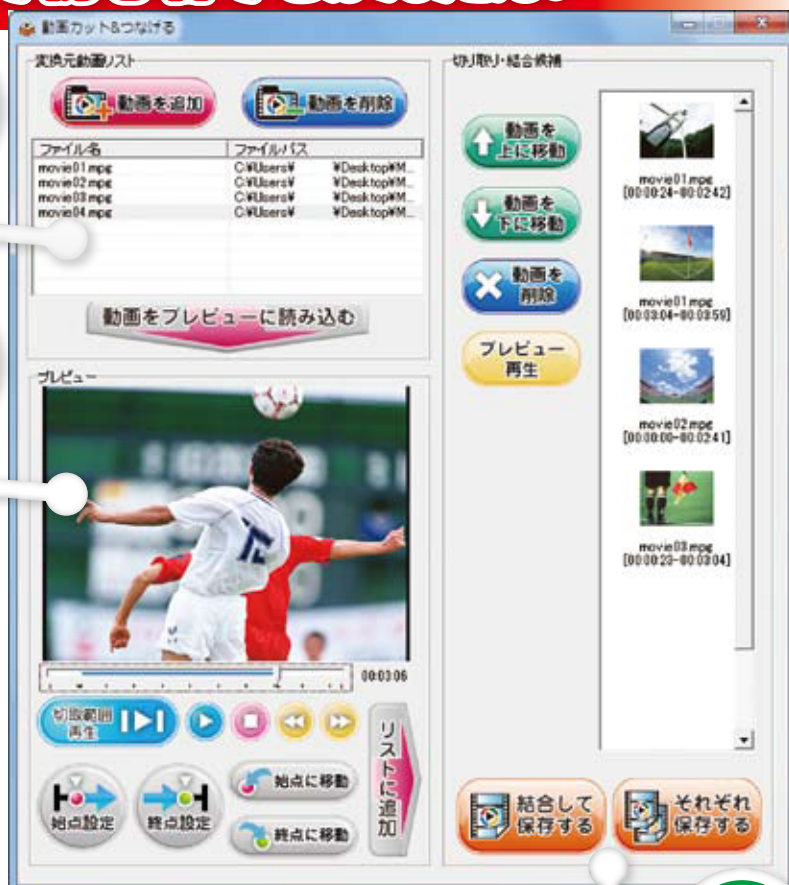 動画カット&つなげる
変換元動画リスト
動画を追加
動画を削除
ファイル名 ファイルパス
movie01.mpg C:¥Users¥ ¥Desktop¥M...
movie02.mpg C:¥Users¥ ¥Desktop¥M...
movie03.mpg C:¥Users¥ ¥Desktop¥M...
movie04.mpg C:¥Users¥ ¥Desktop¥M...
動画をプレビューに読み込む
プレビュー
15
00:03:06
切取範囲
再生
始点設定
終点設定
始点に移動
終点に移動
リストに追加
切り取り・結合候補
動画を
上に移動
動画を
下に移動
動画を
削除
プレビュー
再生
movie01.mpg
[00:00:24-00:02:42]
movie01.mpg
[00:03:04-00:03:59]
movie02.mpg
[00:00:00-00:02:41]
movie03.mpg
[00:00:23-00:03:04]
結合して
保存する
それぞれ
保存する